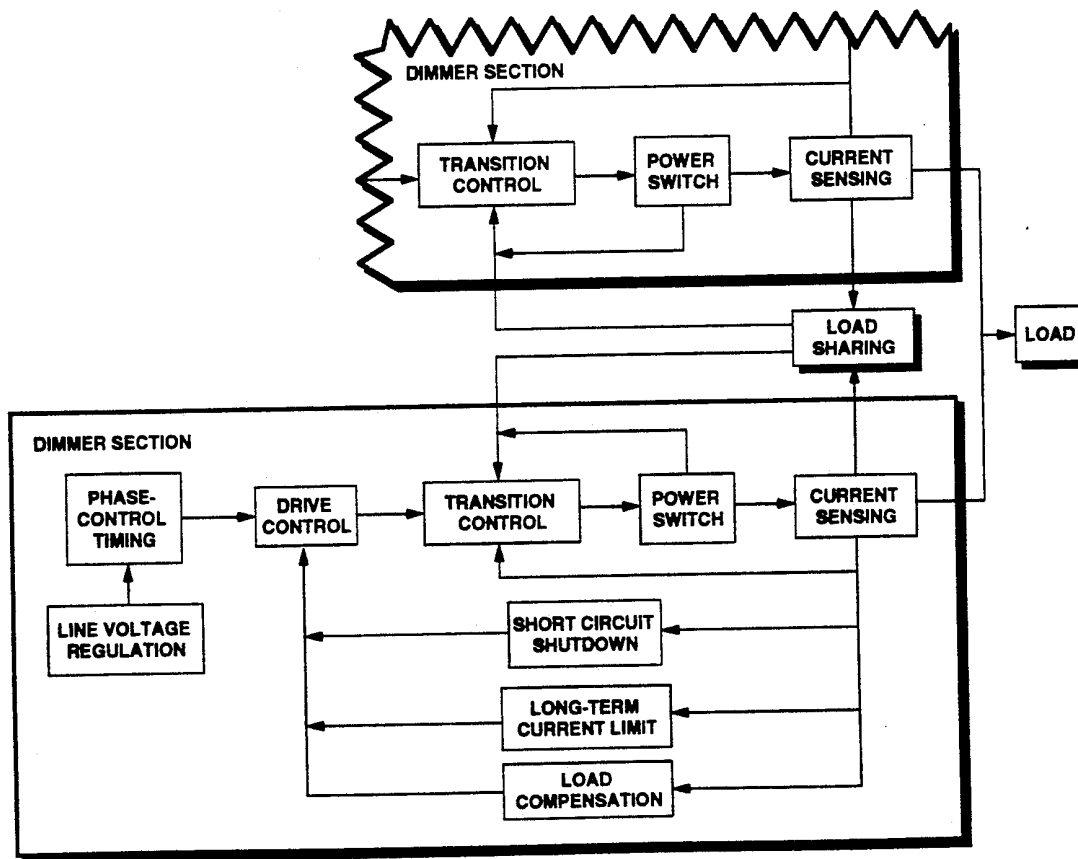 DIMMER SECTION
TRANSITION
CONTROL
POWER
SWITCH
CURRENT
SENSING
LOAD
SHARING
LOAD
DIMMER SECTION
PHASE-
CONTROL
TIMING
DRIVE
CONTROL
TRANSITION
CONTROL
POWER
SWITCH
CURRENT
SENSING
LINE VOLTAGE
REGULATION
SHORT CIRCUIT
SHUTDOWN
LONG-TERM
CURRENT LIMIT
LOAD
COMPENSATION